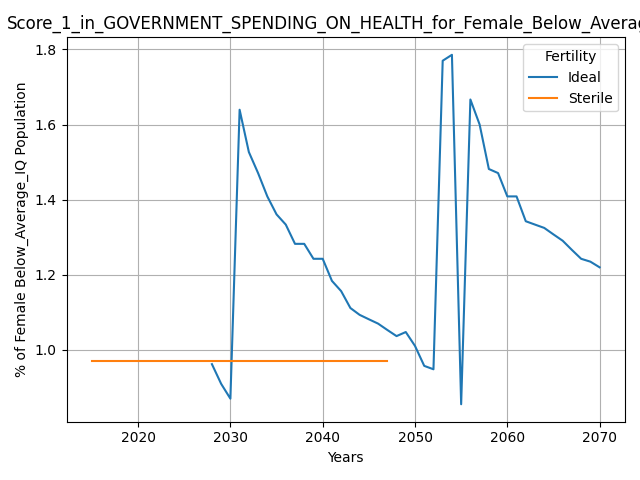 Score_1_in_GOVERNMENT_SPENDING_ON_HEALTH_for_Female_Below_Averag
Fertility
Ideal
Sterile
% of Female Below_Average_IQ Population
1.8
1.6
1.4
1.2
1.0
2020 2030 2040 2050 2060 2070
Years